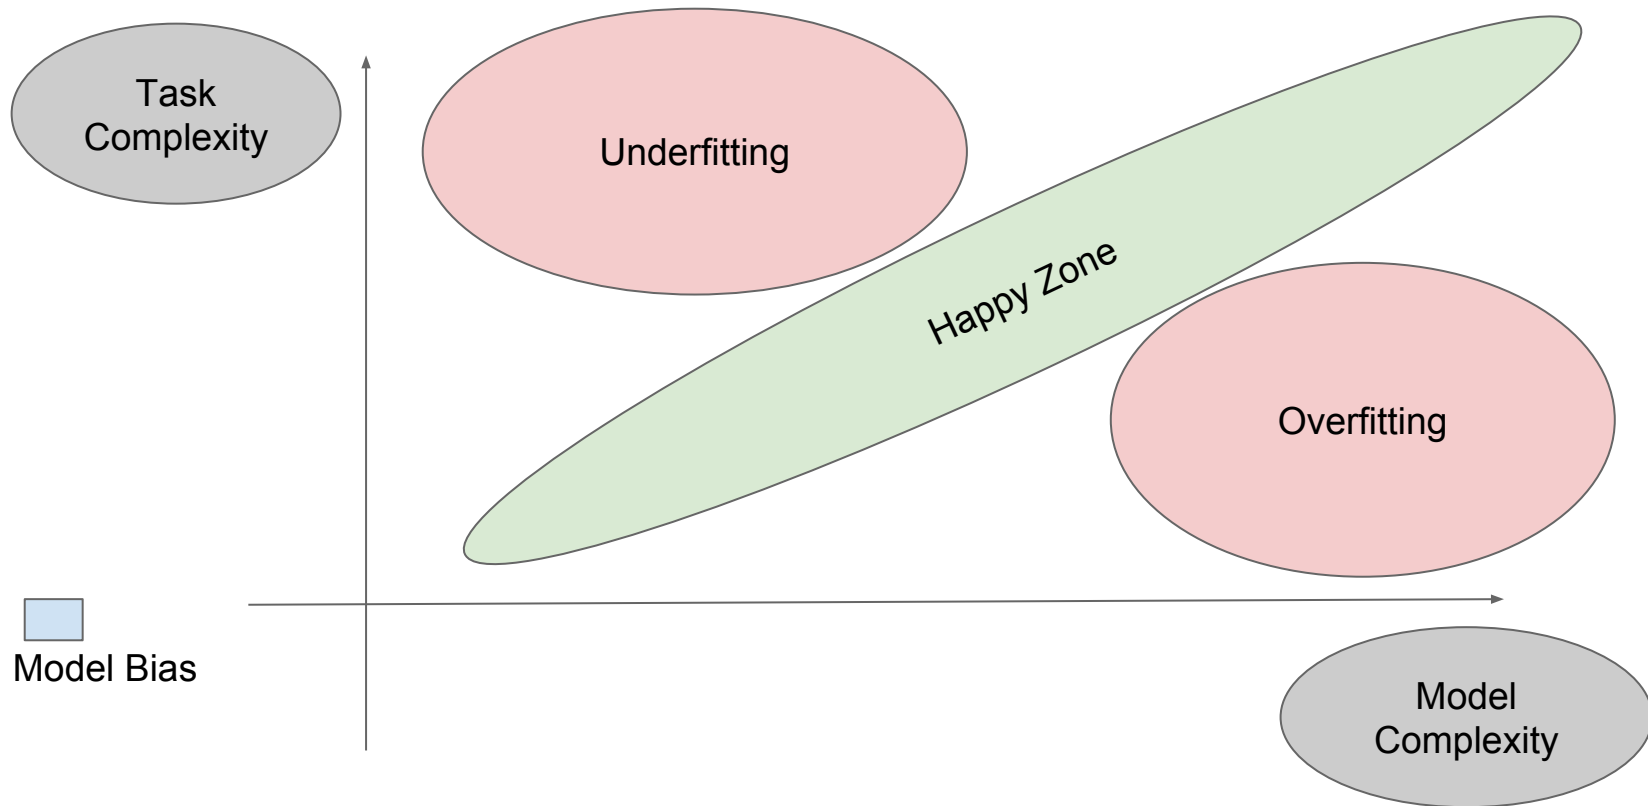 Task
Complexity
Underfitting
Happy Zone
Overfitting
Model Bias
Model
Complexity